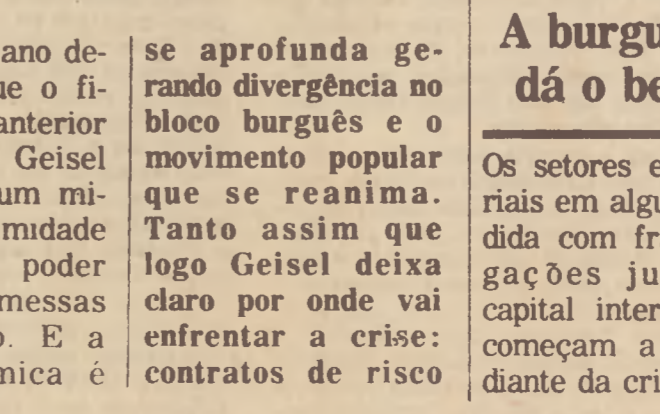 ano de-
ue o fi-
anterior
Geisel
um mi-
midade
poder
messas
o. E a
mica é
se aprofunda ge-
rando divergência no
bloco burguês e o
movimento popular
que se reanima.
Tanto assim que
logo Geisel deixa
claro por onde vai
enfrentar a crise:
contratos de risco
A burgu
dá o be
Os setores e
riais em algu
dida com fr
gações ju
capital inter
começam a
diante da cri